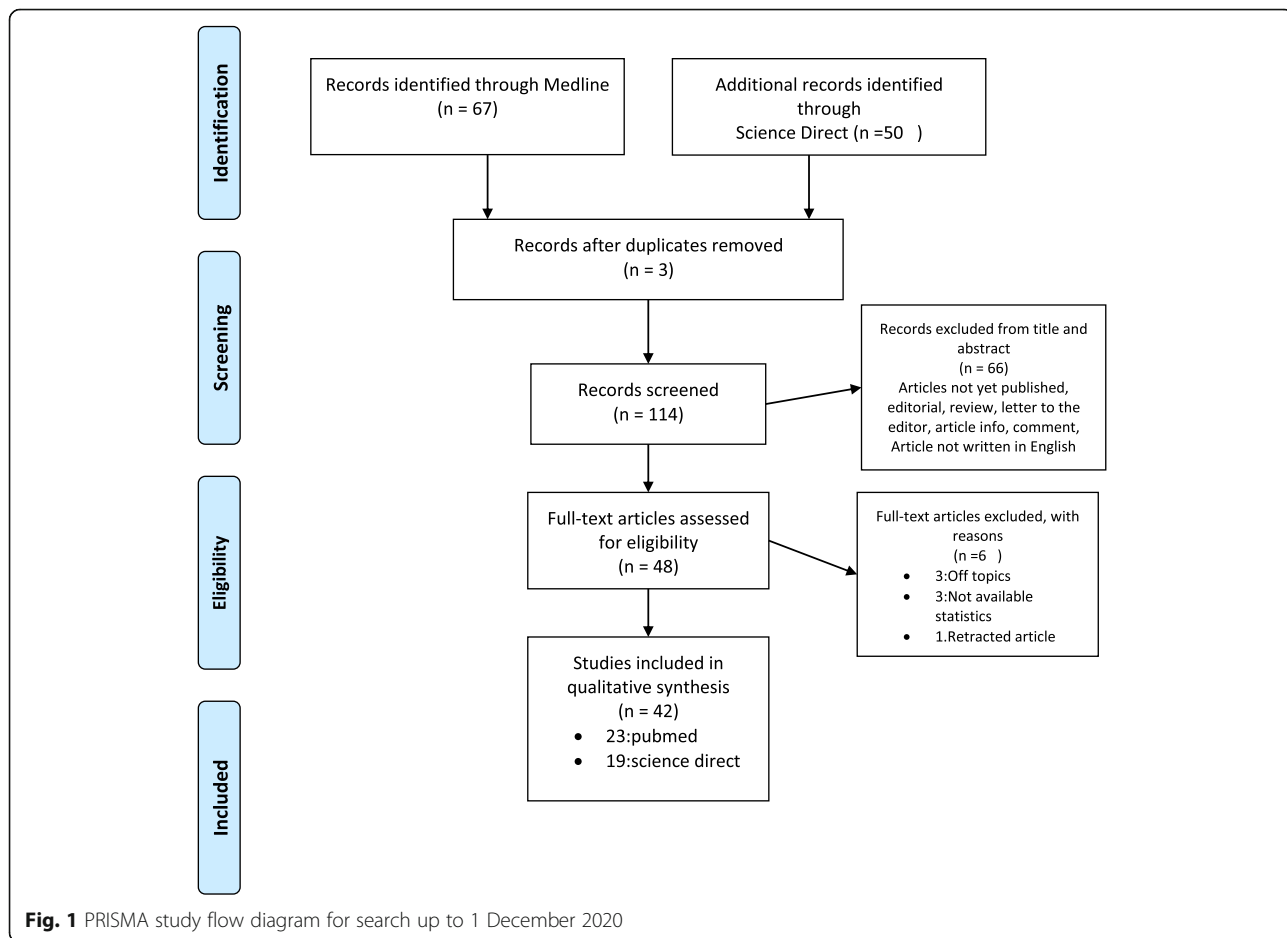 Identification
Records identified through Medline
(n = 67)
Additional records identified
through
Science Direct (n =50   )
Records after duplicates removed
(n = 3)
Screening
Records screened
(n = 114)
Records excluded from title and
abstract
(n = 66)
Articles not yet published,
editorial, review, letter to the
editor, article info, comment,
Article not written in English
Eligibility
Full-text articles assessed
for eligibility
(n = 48)
Full-text articles excluded, with
reasons
(n =6   )
• 3:Off topics
• 3:Not available
statistics
• 1.Retracted article
Included
Studies included in
qualitative synthesis
(n = 42)
• 23:pubmed
• 19:science direct
Fig. 1 PRISMA study flow diagram for search up to 1 December 2020